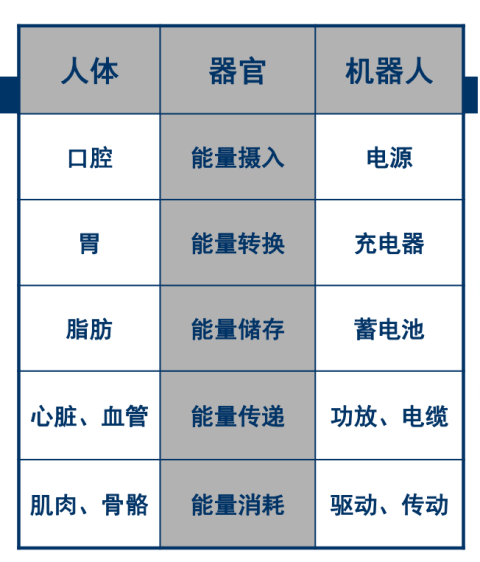 人体 器官 机器人
口腔 能量摄入 电源
胃 能量转换 充电器
脂肪 能量储存 蓄电池
心脏、血管 能量传递 功放、电缆
肌肉、骨骼 能量消耗 驱动、传动